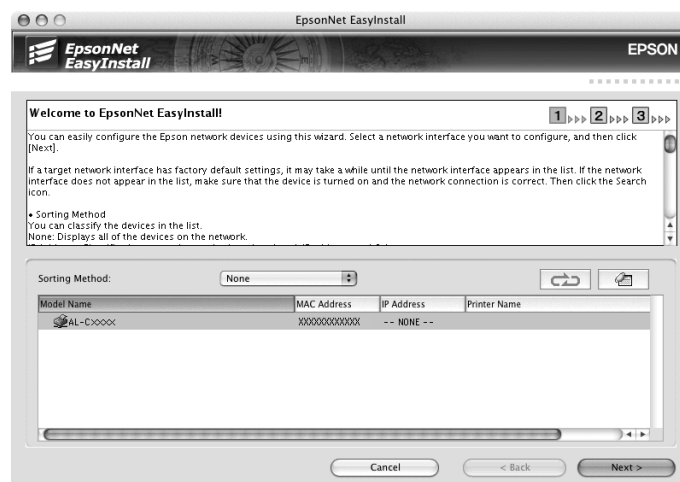 EpsonNet EasyInstall
EpsonNet
EasyInstall
EPSON
Welcome to EpsonNet EasyInstall!
1 2 3
You can easily configure the Epson network devices using this wizard. Select a network interface you want to configure, and then click
[Next].
If a target network interface has factory default settings, it may take a while until the network interface appears in the list. If the network
interface does not appear in the list, make sure that the device is turned on and the network connection is correct. Then click the Search
icon.
• Sorting Method
You can classify the devices in the list.
None: Displays all of the devices on the network.
Sorting Method: None
Model Name MAC Address IP Address Printer Name
AL-CXXXX XXXXXXXXXXXX -- NONE --
Cancel < Back Next >